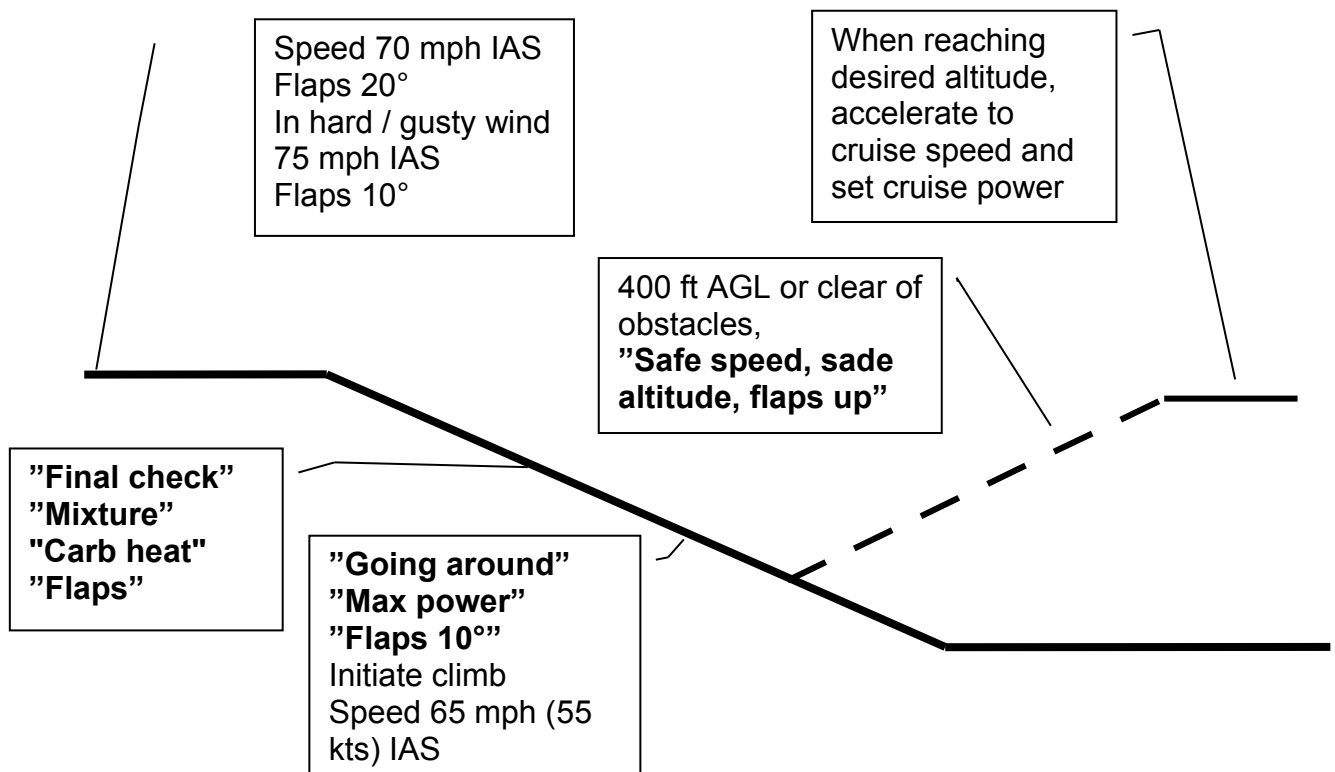 Speed 70 mph IAS
Flaps 20°
In hard / gusty wind
75 mph IAS
Flaps 10°
When reaching
desired altitude,
accelerate to
cruise speed and
set cruise power
400 ft AGL or clear of
obstacles,
”Safe speed, sade
altitude, flaps up”
”Final check”
”Mixture”
"Carb heat"
”Flaps”
”Going around”
”Max power”
”Flaps 10°”
Initiate climb
Speed 65 mph (55
kts) IAS